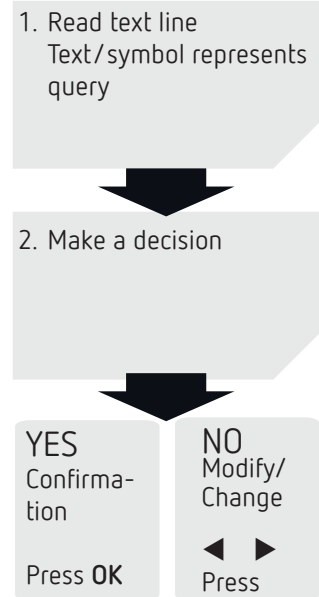 1. Read text line
Text/symbol represents
query
2. Make a decision
YES
Confirma-
tion
Press OK
NO
Modify/
Change
◀ ▶
Press